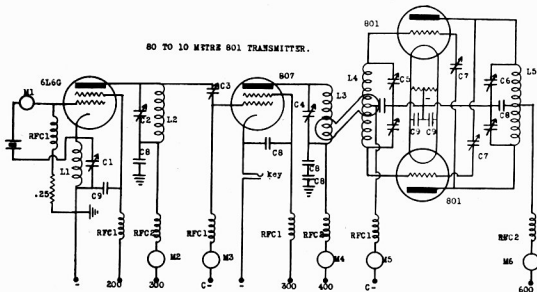 80 TO 10 METRE 801 TRANSMITTER.
801
6L6G
807
M1
C3
L3
L4
C5
C7
C6
L5
RFC1
C2
L2
C4
C8
C9 C9
C7
L1
C1
C8
C8
C8
.25
C9
key
801
RFC1
RFC2
RFC1
RFC1
RFC2
RFC1
RFC2
M2
M3
M4
M5
M6
-
200
300
C-
-
300
400
C-
600